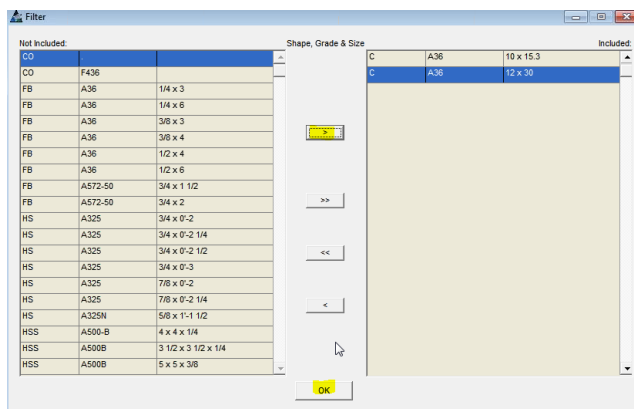 Filter
Not Included: Shape, Grade & Size Included:
CO .
CO F436
FB A36 1/4 x 3
FB A36 1/4 x 6
FB A36 3/8 x 3
FB A36 3/8 x 4
FB A36 1/2 x 4
FB A36 1/2 x 6
FB A572-50 3/4 x 1 1/2
FB A572-50 3/4 x 2
HS A325 3/4 x 0'-2
HS A325 3/4 x 0'-2 1/4
HS A325 3/4 x 0'-2 1/2
HS A325 3/4 x 0'-3
HS A325 7/8 x 0'-2
HS A325 7/8 x 0'-2 1/4
HS A325N 5/8 x 1'-1 1/2
HSS A500-B 4 x 4 x 1/4
HSS A500B 3 1/2 x 3 1/2 x 1/4
HSS A500B 5 x 5 x 3/8
>
>>
<<
<
C A36 10 x 15.3
C A36 12 x 30
OK